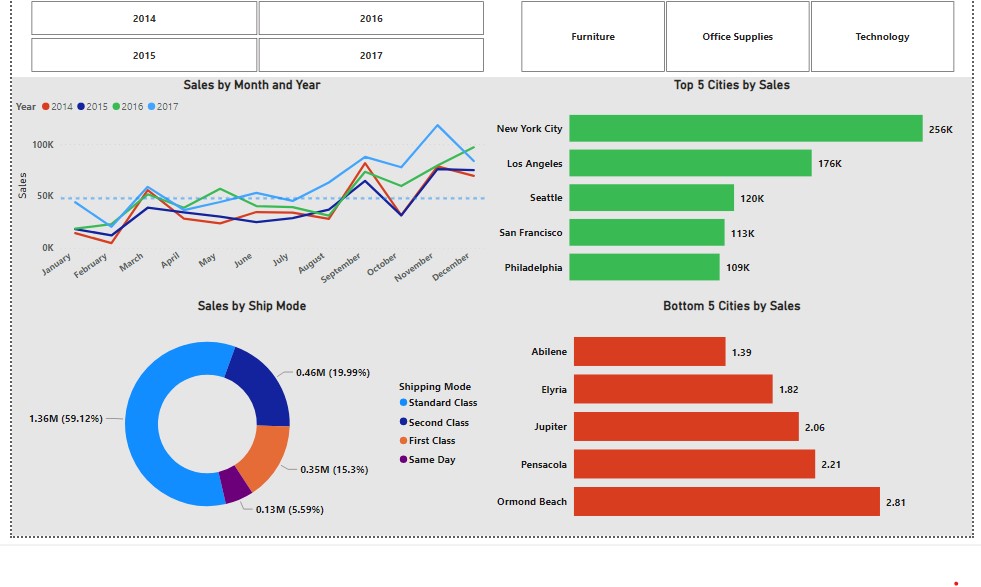 2014
2016
2015
2017
Furniture
Office Supplies
Technology
Sales by Month and Year
Year 2014 2015 2016 2017
Sales
100K
50K
0K
January
February
March
April
May
June
July
August
September
October
November
December
Top 5 Cities by Sales
New York City 256K
Los Angeles 176K
Seattle 120K
San Francisco 113K
Philadelphia 109K
Sales by Ship Mode
0.46M (19.99%)
1.36M (59.12%)
0.35M (15.3%)
0.13M (5.59%)
Shipping Mode
Standard Class
Second Class
First Class
Same Day
Bottom 5 Cities by Sales
Abilene 1.39
Elyria 1.82
Jupiter 2.06
Pensacola 2.21
Ormond Beach 2.81